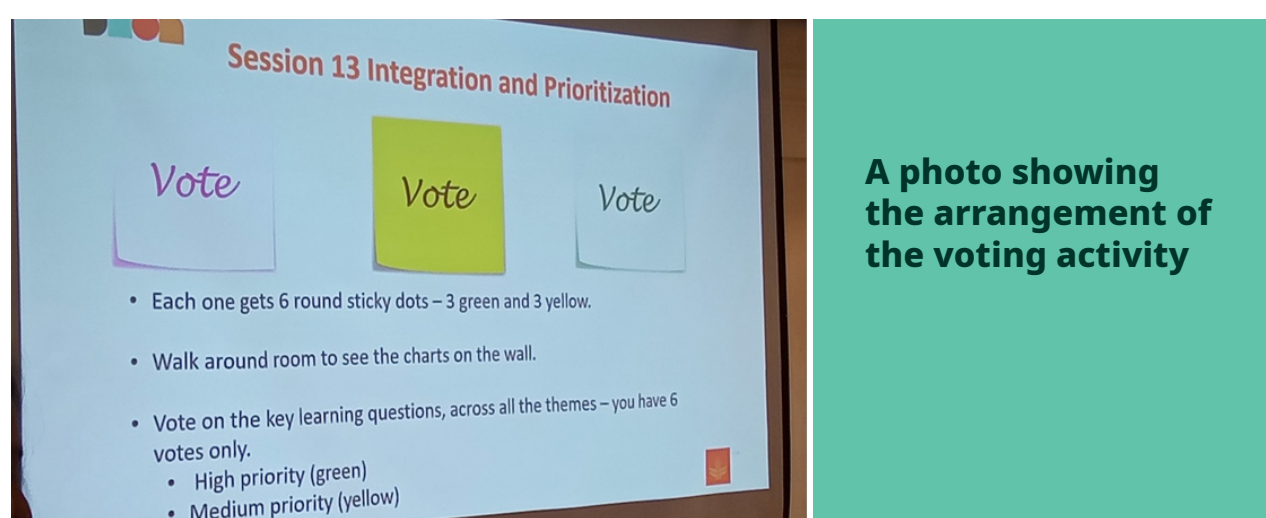 Session 13 Integration and Prioritization
Vote
Vote
Vote
• Each one gets 6 round sticky dots – 3 green and 3 yellow.
• Walk around room to see the charts on the wall.
• Vote on the key learning questions, across all the themes – you have 6
votes only.
• High priority (green)
• Medium priority (yellow)
A photo showing
the arrangement of
the voting activity